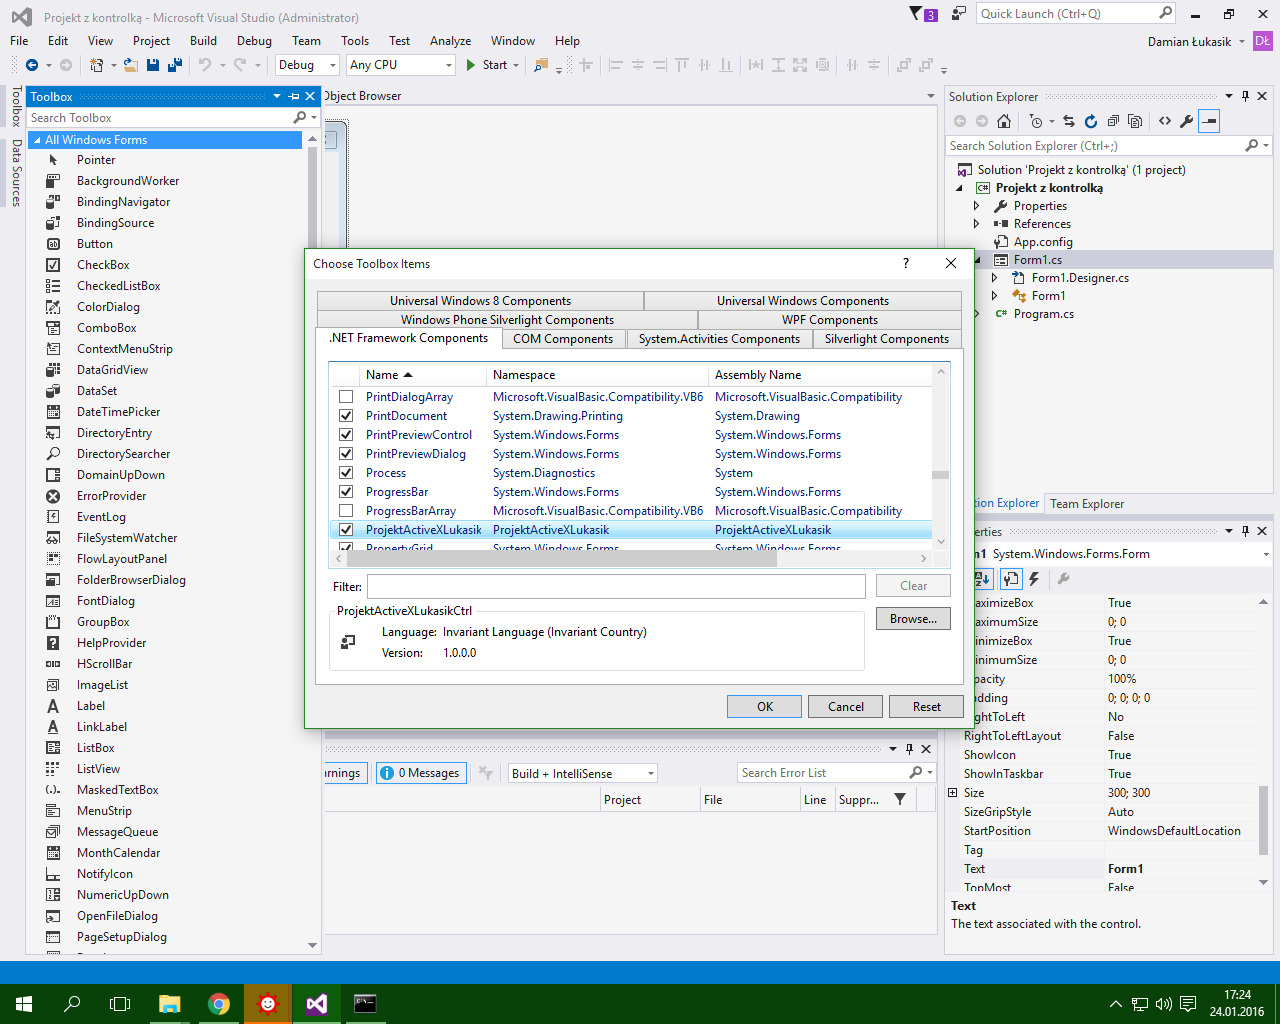 Projekt z kontrolką - Microsoft Visual Studio (Administrator)
3
Quick Launch (Ctrl+Q)
File Edit View Project Build Debug Team Tools Test Analyze Window Help
Damian Łukasik
DŁ
Debug
Any CPU
Start
Toolbox
Data Sources
Toolbox
Search Toolbox
All Windows Forms
Pointer
BackgroundWorker
BindingNavigator
BindingSource
Button
CheckBox
CheckedListBox
ColorDialog
ComboBox
ContextMenuStrip
DataGridView
DataSet
DateTimePicker
DirectoryEntry
DirectorySearcher
DomainUpDown
ErrorProvider
EventLog
FileSystemWatcher
FlowLayoutPanel
FolderBrowserDialog
FontDialog
GroupBox
HelpProvider
HScrollBar
ImageList
Label
LinkLabel
ListBox
ListView
MaskedTextBox
MenuStrip
MessageQueue
MonthCalendar
NotifyIcon
NumericUpDown
OpenFileDialog
PageSetupDialog
Object Browser
Choose Toolbox Items
?
Universal Windows 8 Components
Universal Windows Components
Windows Phone Silverlight Components
WPF Components
.NET Framework Components
COM Components
System.Activities Components
Silverlight Components
Name Namespace Assembly Name
PrintDialogArray Microsoft.VisualBasic.Compatibility.VB6 Microsoft.VisualBasic.Compatibility
PrintDocument System.Drawing.Printing System.Drawing
PrintPreviewControl System.Windows.Forms System.Windows.Forms
PrintPreviewDialog System.Windows.Forms System.Windows.Forms
Process System.Diagnostics System
ProgressBar System.Windows.Forms System.Windows.Forms
ProgressBarArray Microsoft.VisualBasic.Compatibility.VB6 Microsoft.VisualBasic.Compatibility
ProjektActiveXLukasik ProjektActiveXLukasik ProjektActiveXLukasik
PropertyGrid System.Windows.Forms System.Windows.Forms
Filter:
Clear
ProjektActiveXLukasikCtrl
Language: Invariant Language (Invariant Country)
Version: 1.0.0.0
Browse...
OK
Cancel
Reset
rnings
0 Messages
Build + IntelliSense
Search Error List
Project File Line Suppr...
Solution Explorer
Search Solution Explorer (Ctrl+;)
Solution 'Projekt z kontrolką' (1 project)
C# Projekt z kontrolką
Properties
References
App.config
Form1.cs
Form1.Designer.cs
Form1
C# Program.cs
tion Explorer
Team Explorer
erties
n1 System.Windows.Forms.Form
aximizeBox True
aximumSize 0; 0
inimizeBox True
inimumSize 0; 0
pacity 100%
adding 0; 0; 0; 0
ightToLeft No
RightToLeftLayout False
ShowIcon True
ShowInTaskbar True
Size 300; 300
SizeGripStyle Auto
StartPosition WindowsDefaultLocation
Tag
Text Form1
TopMost False
Text
The text associated with the control.
17:24
24.01.2016